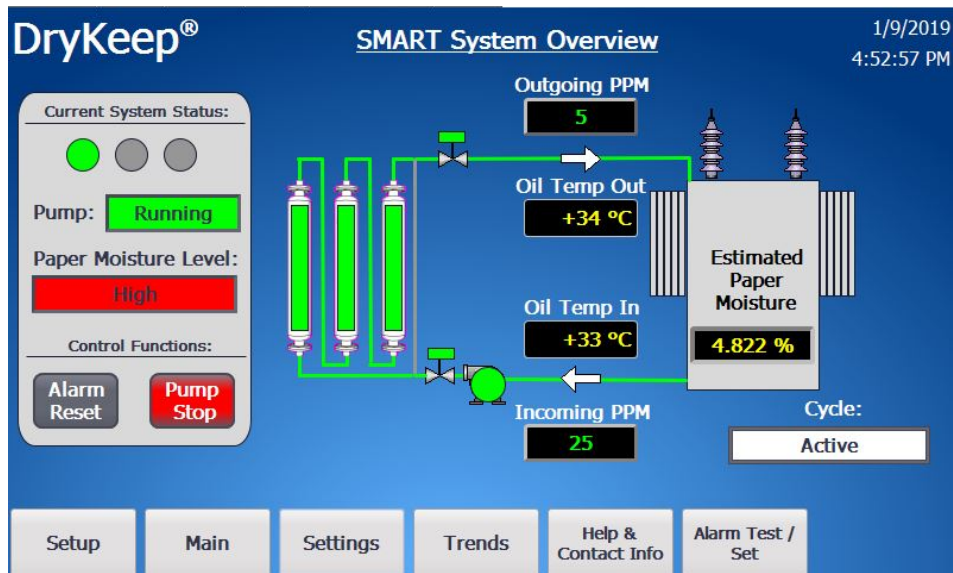 DryKeep®
SMART System Overview
1/9/2019
4:52:57 PM
Current System Status:
Pump:
Running
Paper Moisture Level:
High
Control Functions:
Alarm
Reset
Pump
Stop
Outgoing PPM
5
Oil Temp Out
+34 ºC
Oil Temp In
+33 ºC
Incoming PPM
25
Estimated
Paper
Moisture
4.822 %
Cycle:
Active
Setup
Main
Settings
Trends
Help &
Contact Info
Alarm Test /
Set